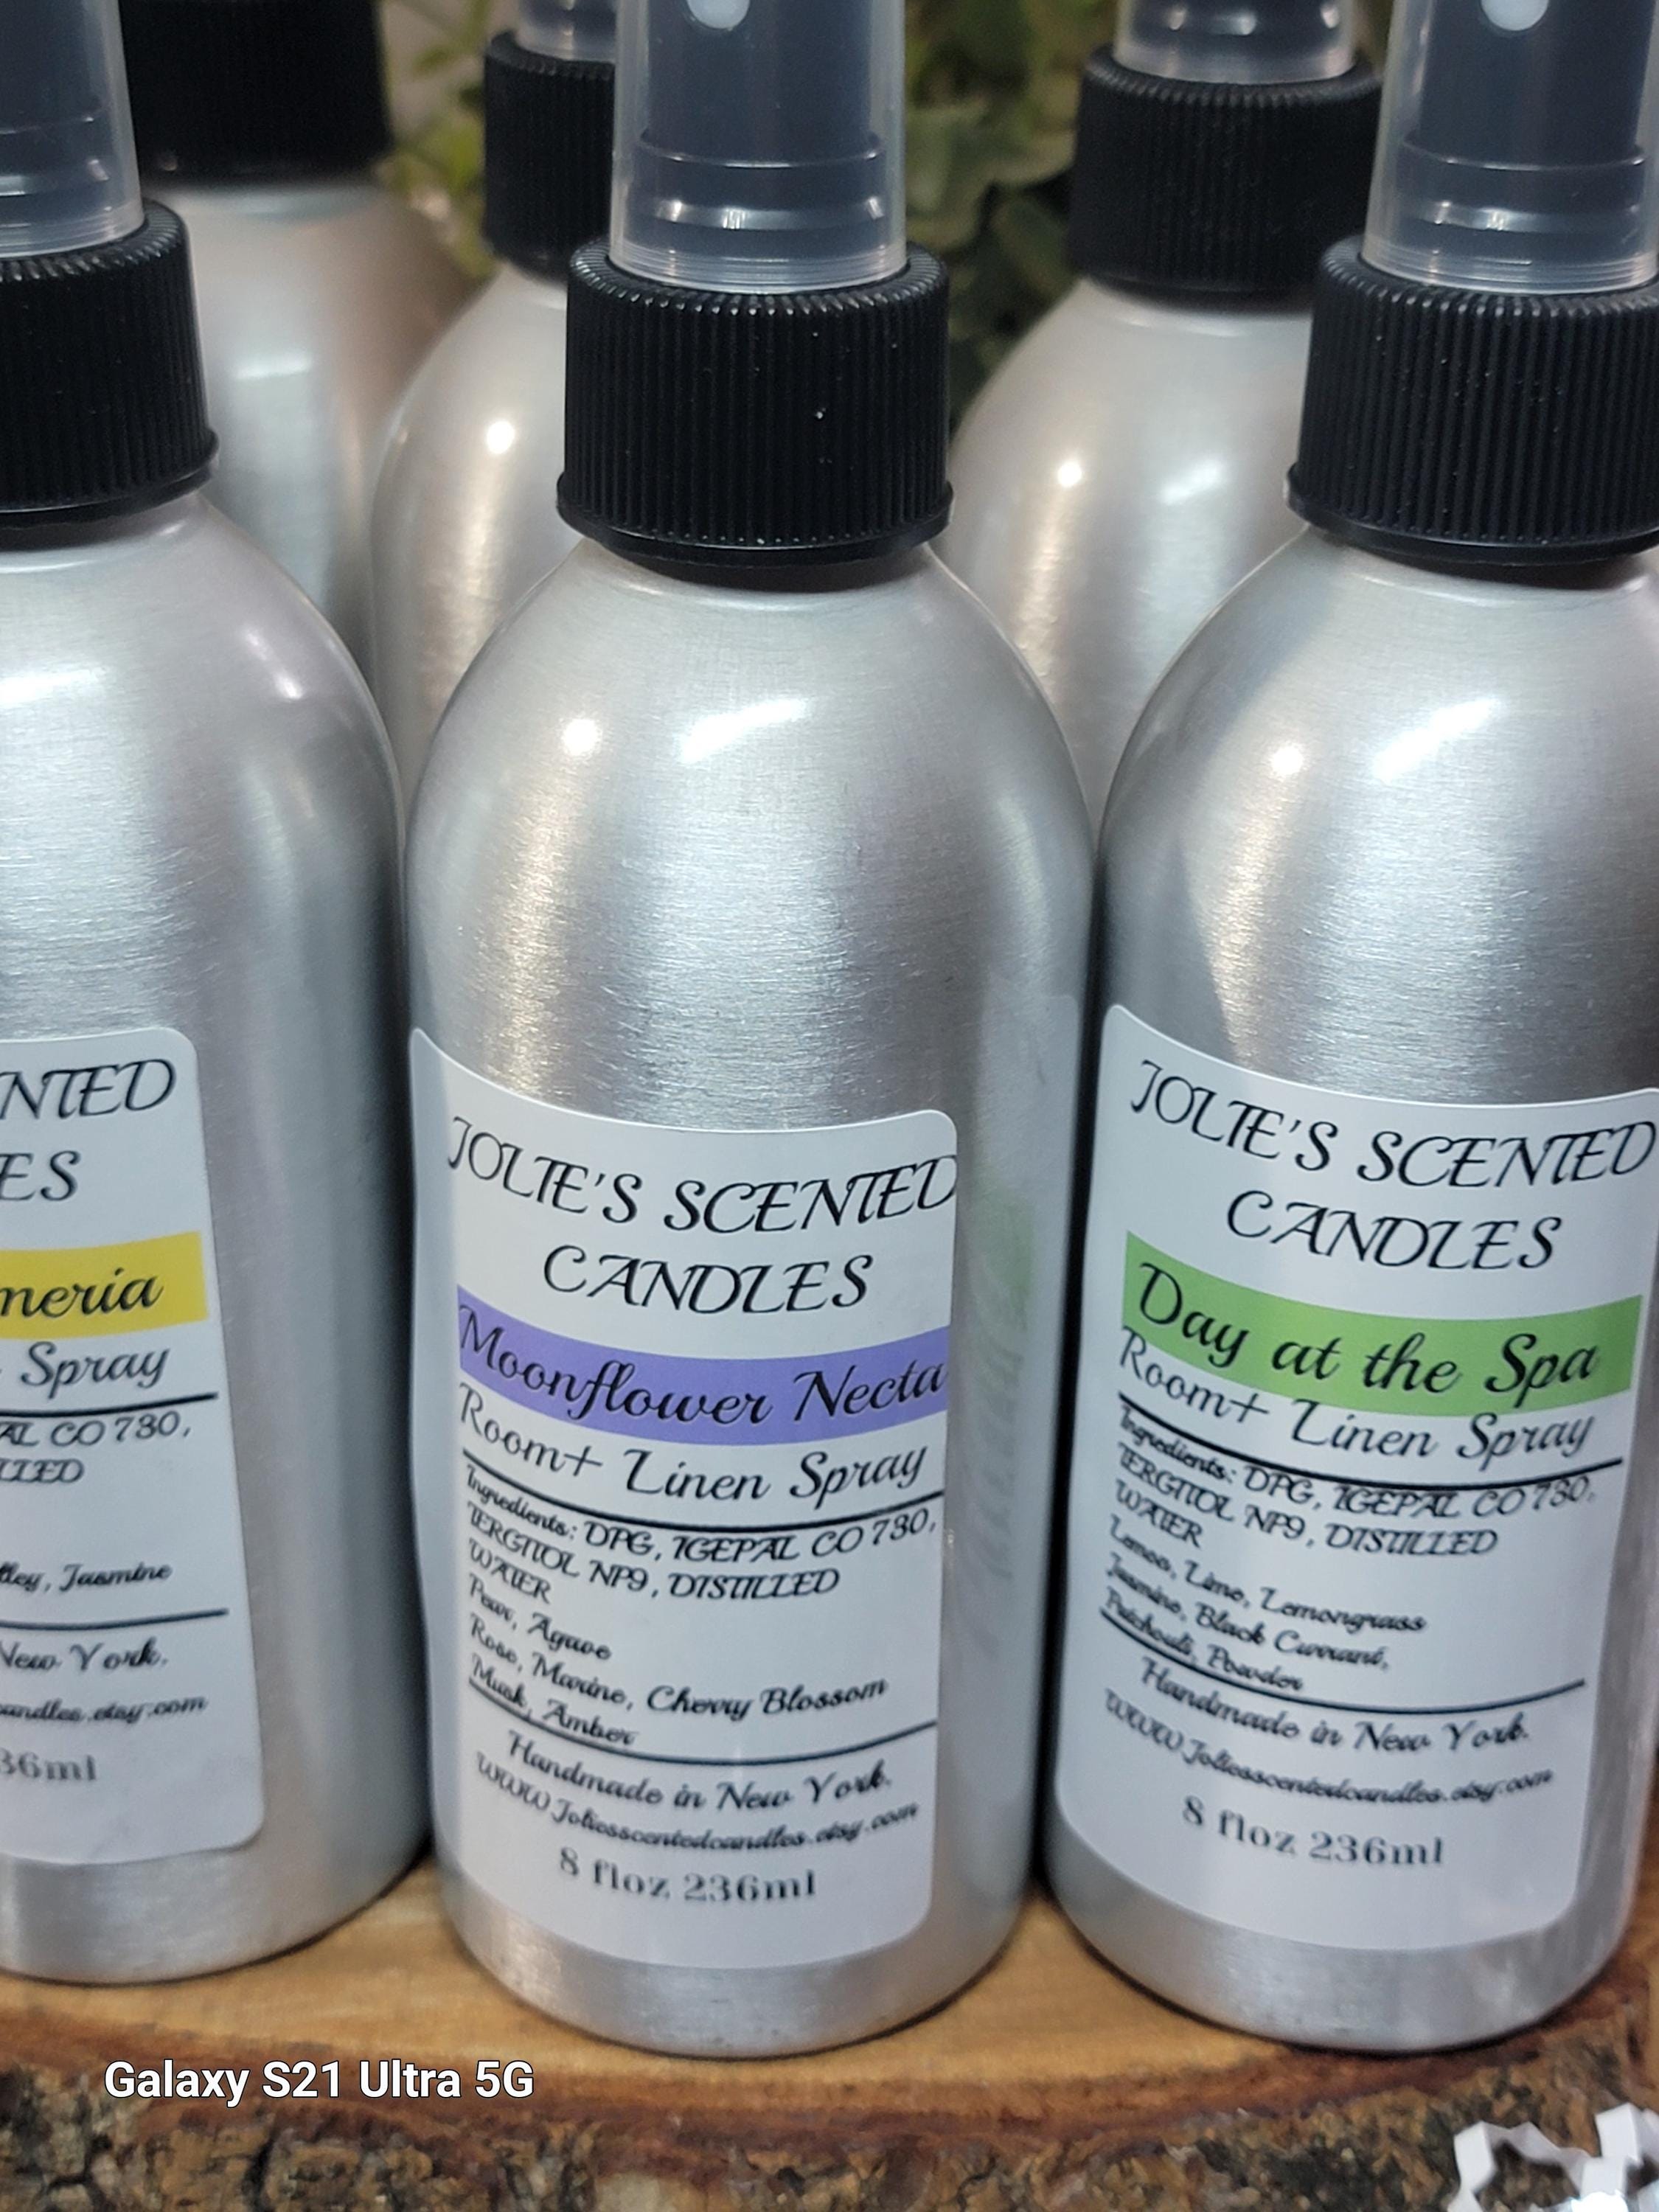 NTED
ES
meria
Spray
AL CO 730,
LLED
lley, Jasmine
New York.
candles.etsy.com
36ml
JOLIE'S SCENTED
CANDLES
Moonflower Necta
Room+ Linen Spray
Ingredients: DPG, IGEPAL CO 730,
TERGITOL NP9, DISTILLED
WATER
Pear, Agave
Rose, Marine, Cherry Blossom
Musk, Amber
Handmade in New York.
WWW.Joliesscentedcandles.etsy.com
8 floz 236ml
JOLIE'S SCENTED
CANDLES
Day at the Spa
Room+ Linen Spray
Ingredients: DPG, IGEPAL CO 730,
TERGITOL NP9, DISTILLED
WATER
Lemon, Lime, Lemongrass
Jasmine, Black Currant,
Patchouli, Powder
Handmade in New York.
WWW.Joliesscentedcandles.etsy.com
8 floz 236ml
Galaxy S21 Ultra 5G